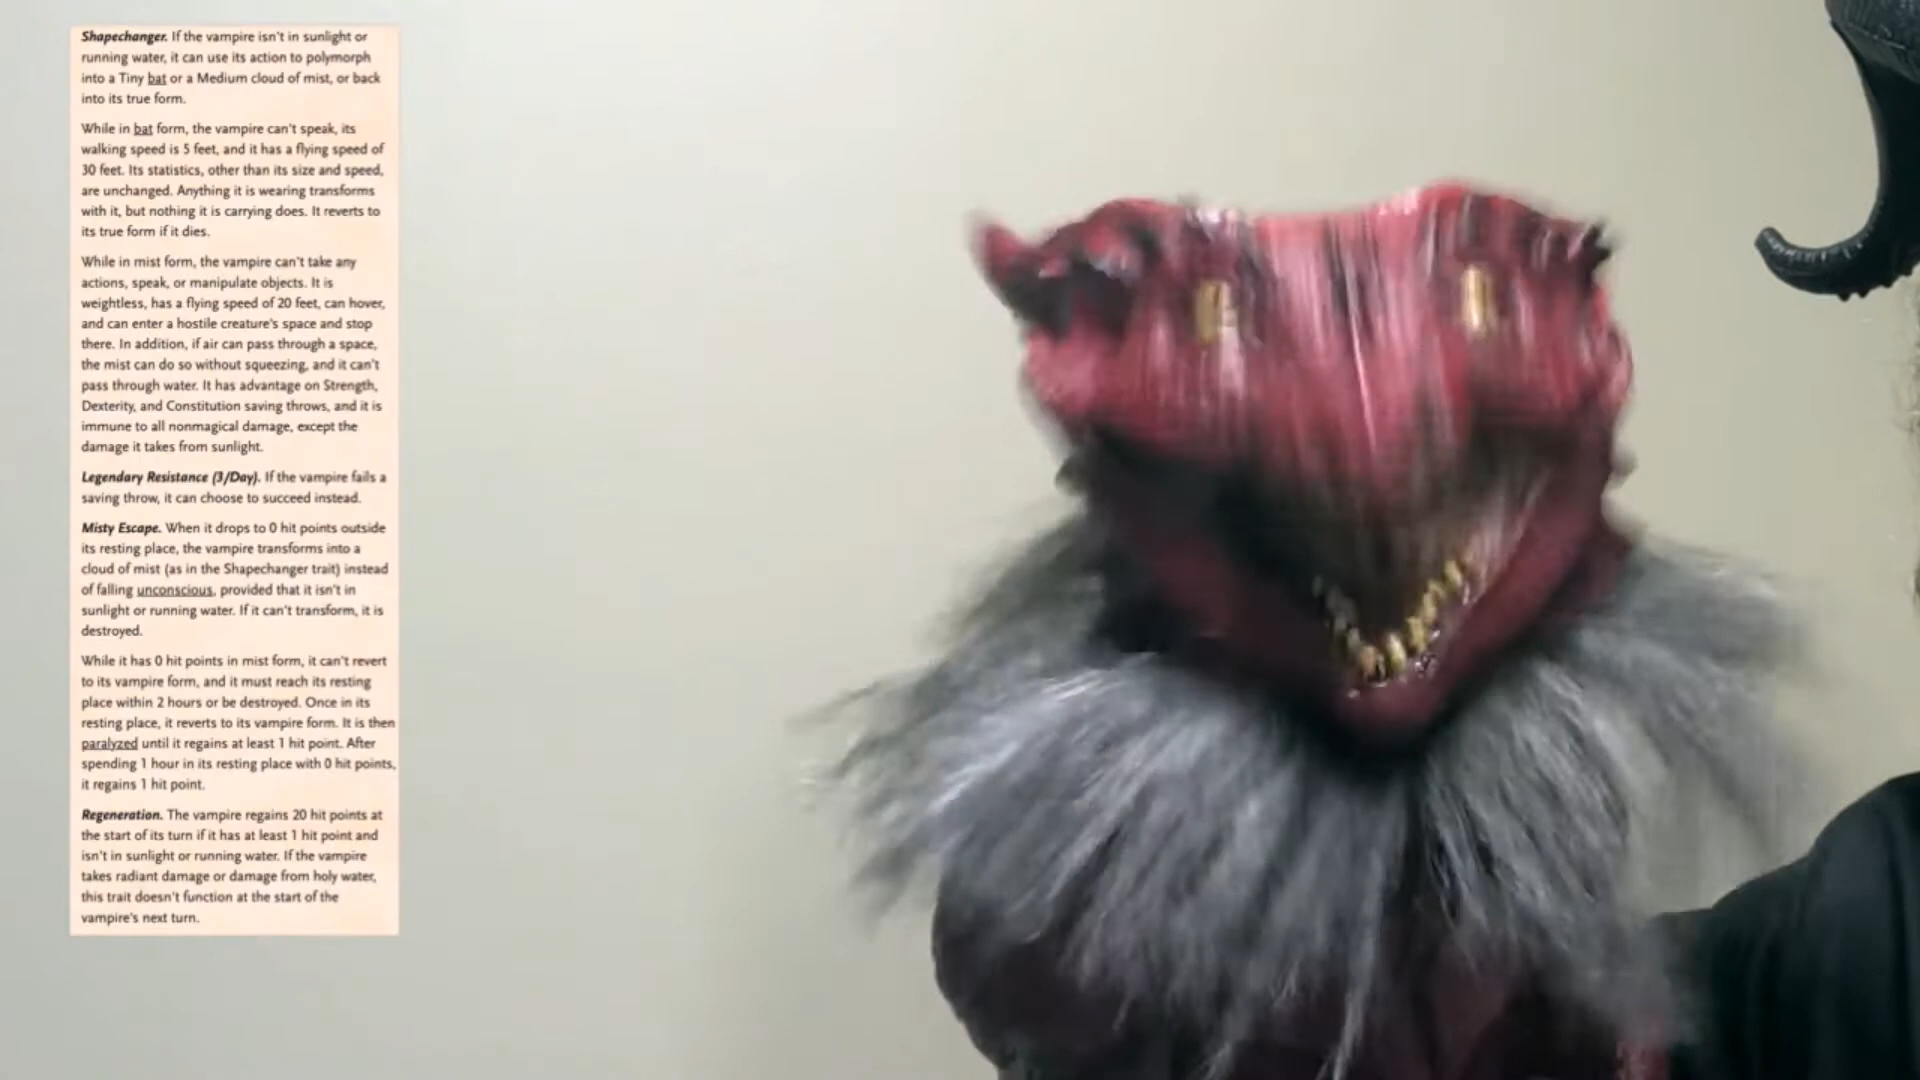 Shapechanger. If the vampire isn't in sunlight or
running water, it can use its action to polymorph
into a Tiny bat or a Medium cloud of mist, or back
into its true form.
While in bat form, the vampire can't speak, its
walking speed is 5 feet, and it has a flying speed of
30 feet. Its statistics, other than its size and speed,
are unchanged. Anything it is wearing transforms
with it, but nothing it is carrying does. It reverts to
its true form if it dies.
While in mist form, the vampire can't take any
actions, speak, or manipulate objects. It is
weightless, has a flying speed of 20 feet, can hover,
and can enter a hostile creature's space and stop
there. In addition, if air can pass through a space,
the mist can do so without squeezing, and it can't
pass through water. It has advantage on Strength,
Dexterity, and Constitution saving throws, and it is
immune to all nonmagical damage, except the
damage it takes from sunlight.
Legendary Resistance (3/Day). If the vampire fails a
saving throw, it can choose to succeed instead.
Misty Escape. When it drops to 0 hit points outside
its resting place, the vampire transforms into a
cloud of mist (as in the Shapechanger trait) instead
of falling unconscious, provided that it isn't in
sunlight or running water. If it can't transform, it is
destroyed.
While it has 0 hit points in mist form, it can't revert
to its vampire form, and it must reach its resting
place within 2 hours or be destroyed. Once in its
resting place, it reverts to its vampire form. It is then
paralyzed until it regains at least 1 hit point. After
spending 1 hour in its resting place with 0 hit points,
it regains 1 hit point.
Regeneration. The vampire regains 20 hit points at
the start of its turn if it has at least 1 hit point and
isn't in sunlight or running water. If the vampire
takes radiant damage or damage from holy water,
this trait doesn't function at the start of the
vampire's next turn.